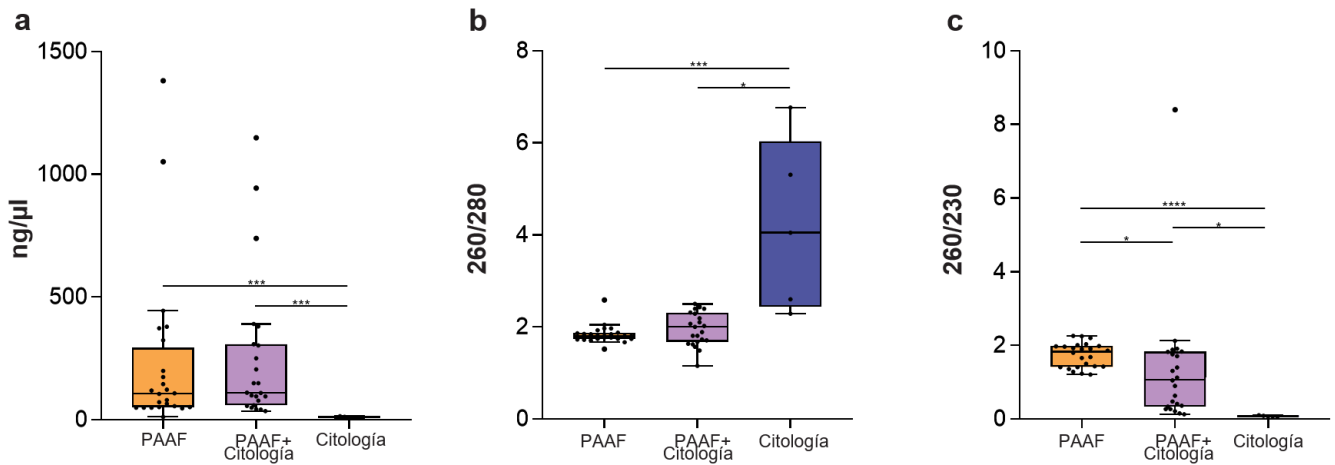 a
ng/µl
1500
1000
500
0
***
***
PAAF
PAAF+
Citología
Citología
b
260/280
8
6
4
2
0
***
*
PAAF
PAAF+
Citología
Citología
c
260/230
10
8
6
4
2
0
****
*
*
PAAF
PAAF+
Citología
Citología